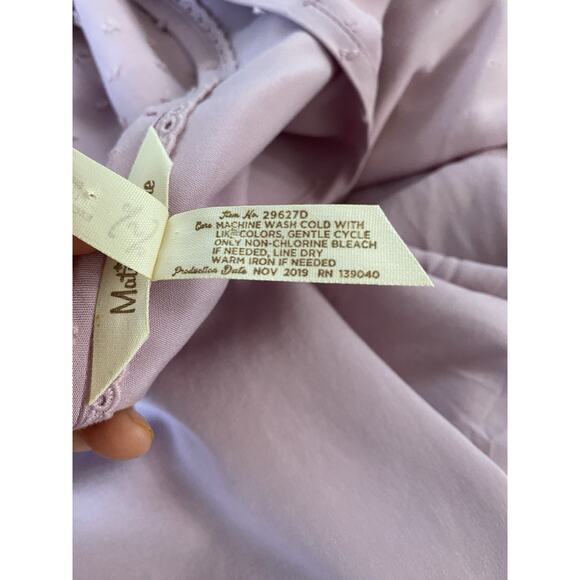 Item No. 29627D
Care MACHINE WASH COLD WITH
LIKE COLORS, GENTLE CYCLE
ONLY NON-CHLORINE BLEACH
IF NEEDED, LINE DRY
WARM IRON IF NEEDED
Production Date NOV 2019 RN 139040
Mati